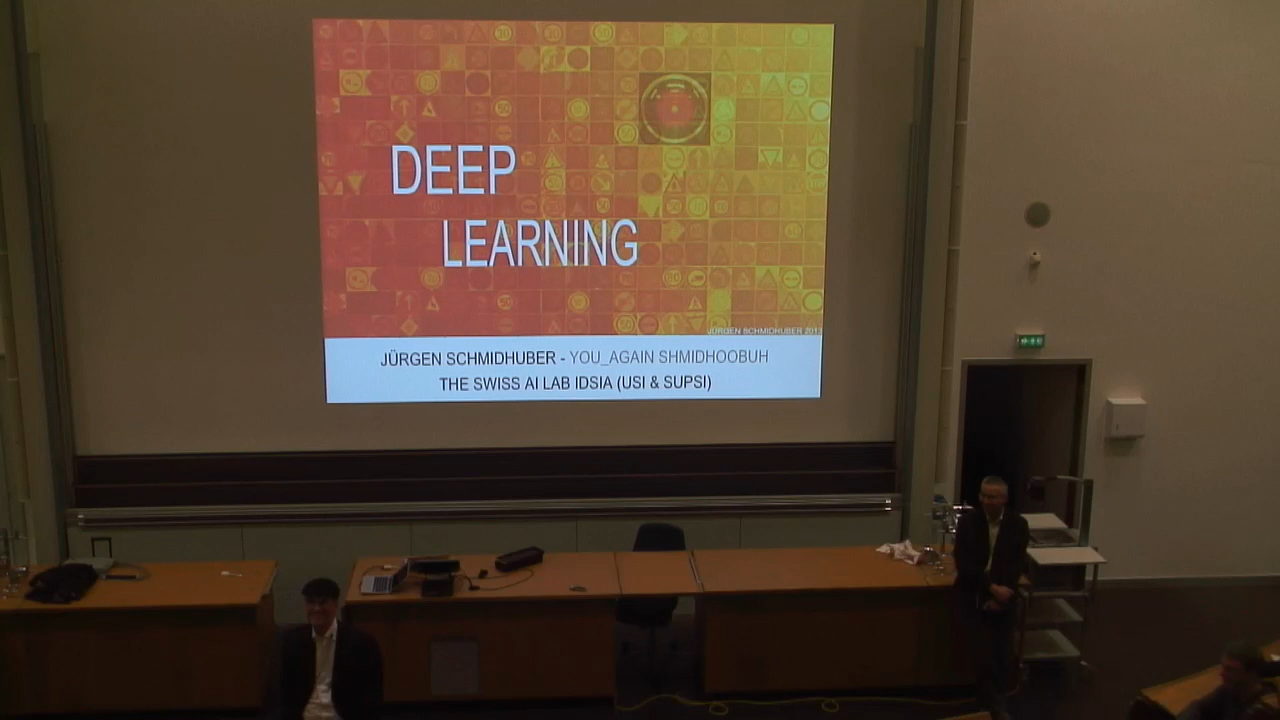 DEEP
LEARNING
JÜRGEN SCHMIDHUBER 2013
JÜRGEN SCHMIDHUBER - YOU_AGAIN SHMIDHOOBUH
THE SWISS AI LAB IDSIA (USI & SUPSI)